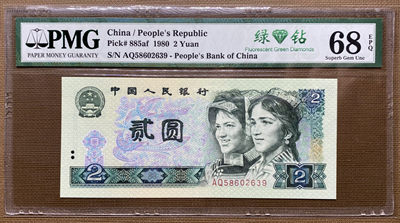 PMG
PAPER MONEY GUARANTY
China / People's Republic
Pick# 885af 1980 2 Yuan
S/N AQ58602639 - People's Bank of China
绿钻
Fluorescent Green Diamonds
68 EPQ
Superb Gem Unc
中国人民银行
2
贰圆
2
2
AQ58602639